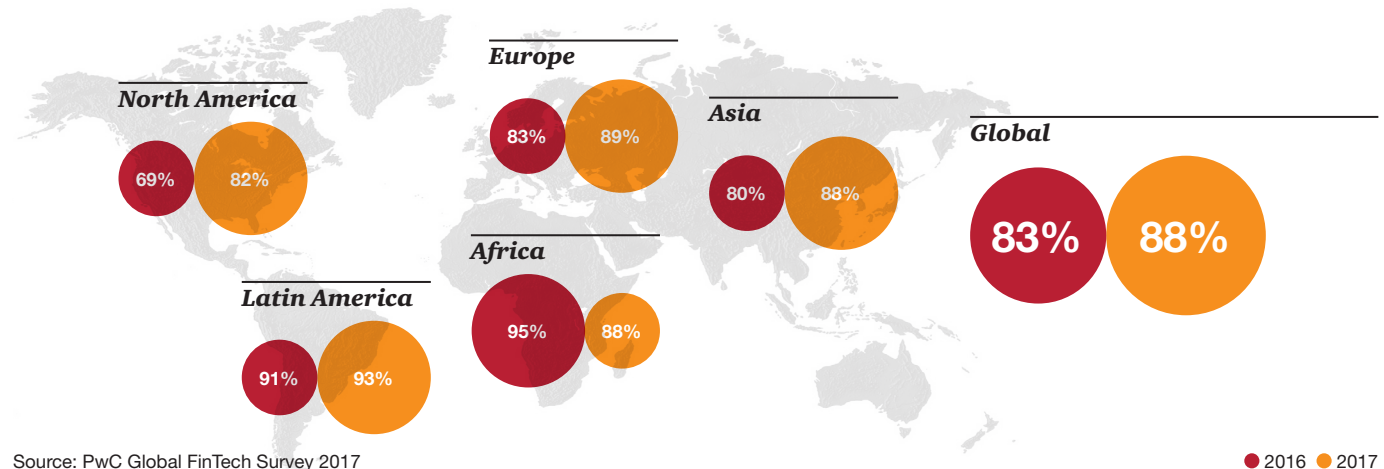 Europe
83%
89%
North America
69%
82%
Asia
80%
88%
Global
83%
88%
Africa
95%
88%
Latin America
91%
93%
Source: PwC Global FinTech Survey 2017
2016
2017